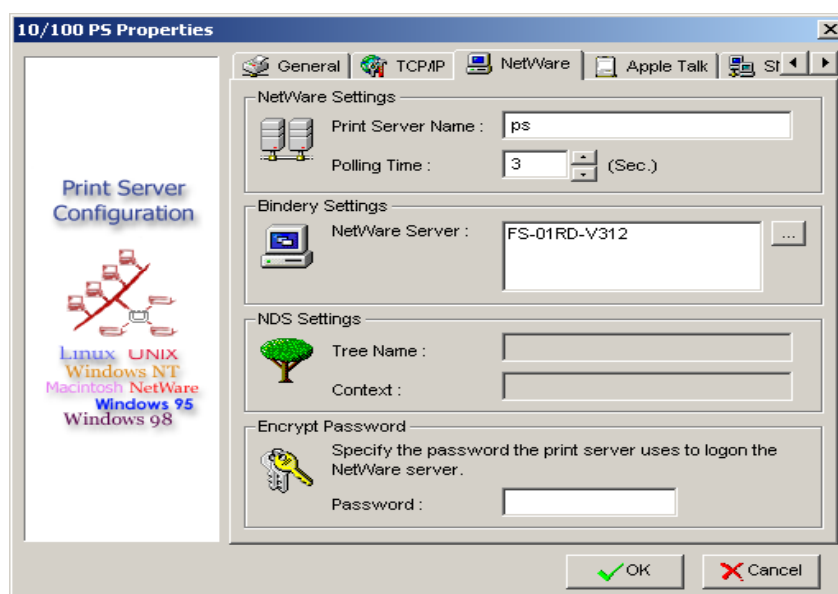 10/100 PS Properties
General
TCP/IP
NetWare
Apple Talk
Print Server
Configuration
Linux UNIX
Windows NT
Macintosh NetWare
Windows 95
Windows 98
NetWare Settings
Print Server Name :
ps
Polling Time :
3
(Sec.)
Bindery Settings
NetWare Server :
FS-01RD-V312
...
NDS Settings
Tree Name :
Context :
Encrypt Password
Specify the password the print server uses to logon the
NetWare server.
Password :
OK
Cancel